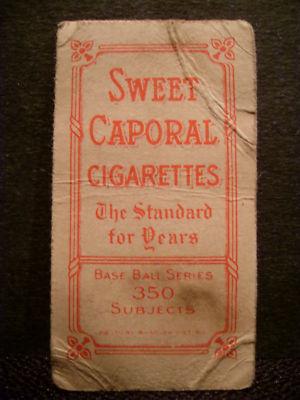 SWEET
CAPORAL
CIGARETTES
The Standard
for Years
BASE BALL SERIES
350
SUBJECTS